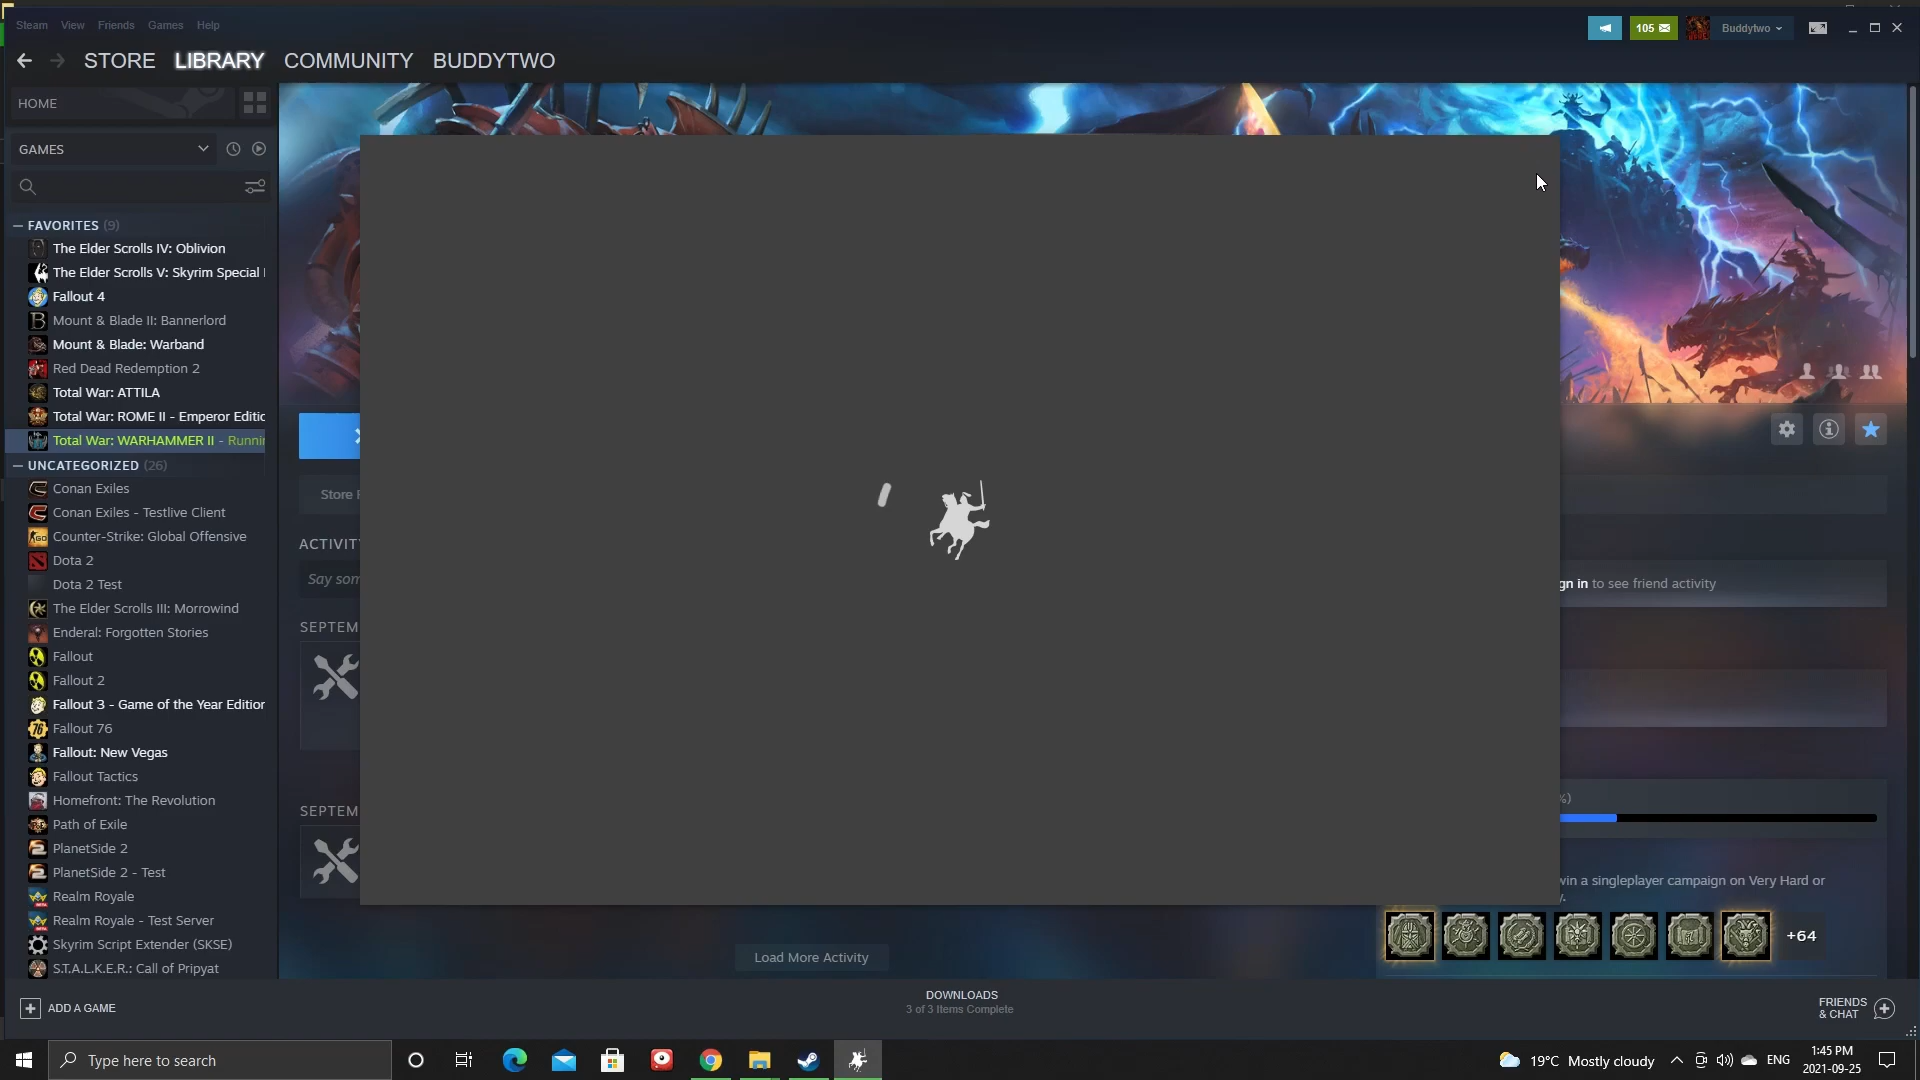 Steam View Friends Games Help
105
Buddytwo
STORE LIBRARY COMMUNITY BUDDYTWO
HOME
GAMES
FAVORITES (9)
The Elder Scrolls IV: Oblivion
The Elder Scrolls V: Skyrim Special
Fallout 4
Mount & Blade II: Bannerlord
Mount & Blade: Warband
Red Dead Redemption 2
Total War: ATTILA
Total War: ROME II - Emperor Editio
Total War: WARHAMMER II - Runnin
UNCATEGORIZED (26)
Conan Exiles
Conan Exiles - Testlive Client
Counter-Strike: Global Offensive
Dota 2
Dota 2 Test
The Elder Scrolls III: Morrowind
Enderal: Forgotten Stories
Fallout
Fallout 2
Fallout 3 - Game of the Year Edition
Fallout 76
Fallout: New Vegas
Fallout Tactics
Homefront: The Revolution
Path of Exile
PlanetSide 2
PlanetSide 2 - Test
Realm Royale
Realm Royale - Test Server
Skyrim Script Extender (SKSE)
S.T.A.L.K.E.R.: Call of Pripyat
Store P
ACTIVITY
Say som
SEPTEM
SEPTEM
gn in to see friend activity
%)
win a singleplayer campaign on Very Hard or
y.
+64
Load More Activity
ADD A GAME
DOWNLOADS
3 of 3 Items Complete
FRIENDS
& CHAT
Type here to search
19°C Mostly cloudy
ENG
1:45 PM
2021-09-25